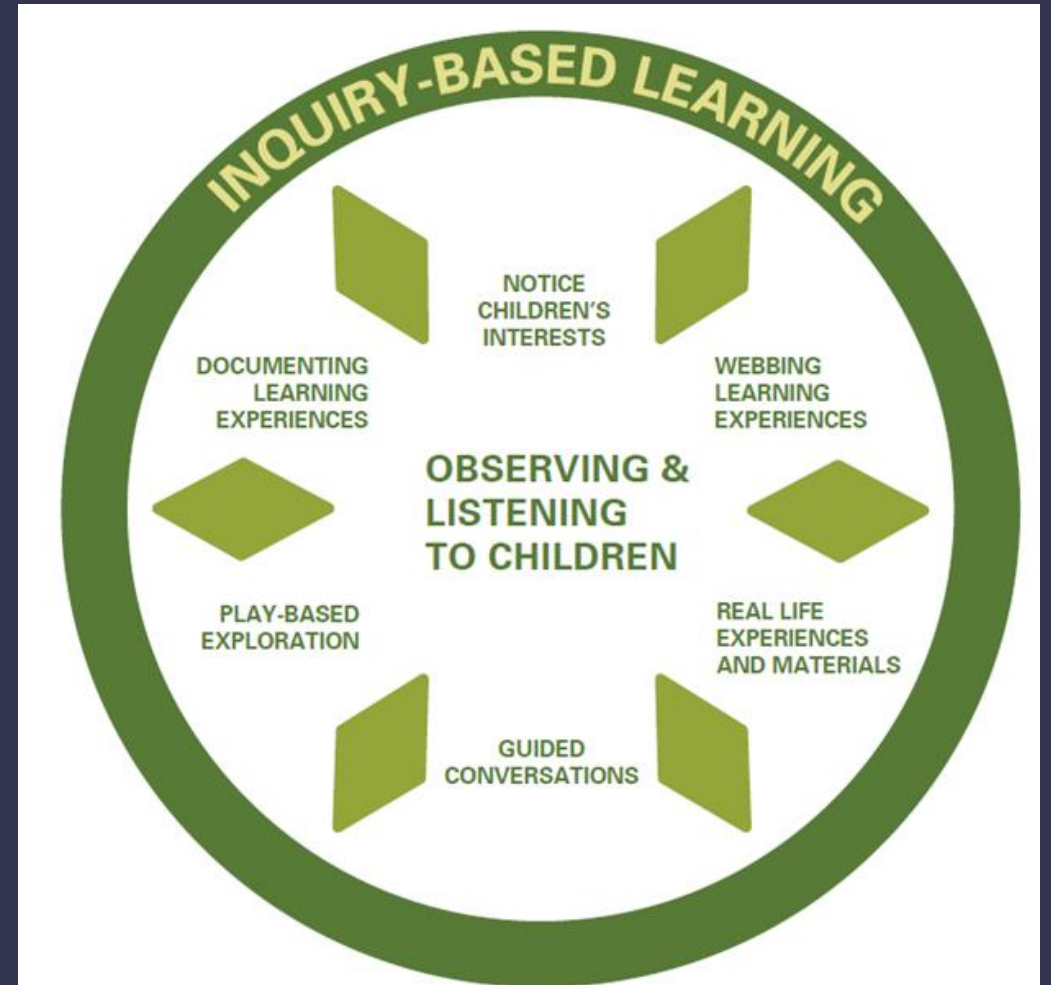 INQUIRY-BASED LEARNING
NOTICE
CHILDREN'S
INTERESTS
WEBBING
LEARNING
EXPERIENCES
REAL LIFE
EXPERIENCES
AND MATERIALS
GUIDED
CONVERSATIONS
PLAY-BASED
EXPLORATION
DOCUMENTING
LEARNING
EXPERIENCES
OBSERVING &
LISTENING
TO CHILDREN